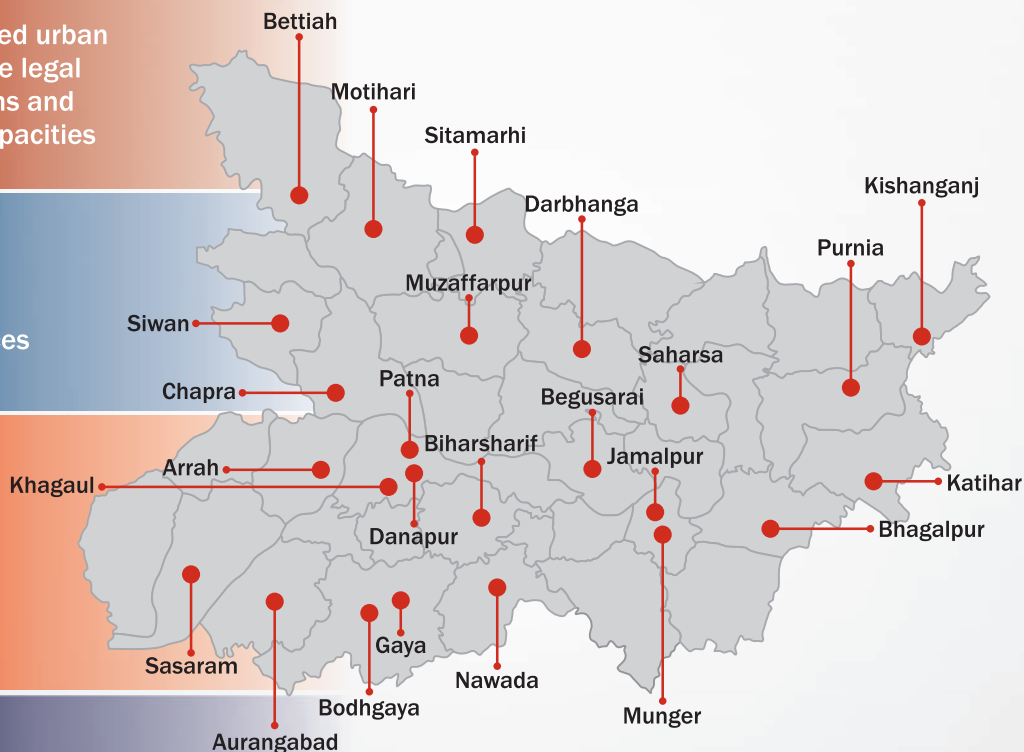 ed urban
e legal
ns and
pacities
es
Bettiah
Motihari
Sitamarhi
Darbhanga
Kishanganj
Purnia
Muzaffarpur
Siwan
Saharsa
Patna
Chapra
Begusarai
Biharsharif
Jamalpur
Arrah
Khagaul
Katihar
Danapur
Bhagalpur
Gaya
Sasaram
Nawada
Bodhgaya
Munger
Aurangabad